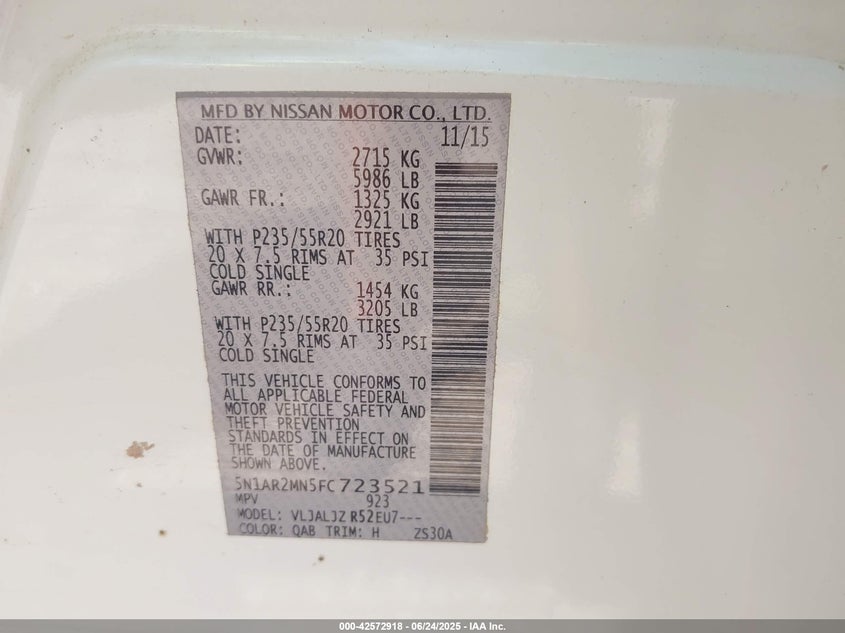 MFD BY NISSAN MOTOR CO., LTD.
DATE: 11/15
GVWR: 2715 KG
5986 LB
GAWR FR.: 1325 KG
2921 LB
WITH P235/55R20 TIRES
20 X 7.5 RIMS AT 35 PSI
COLD SINGLE
GAWR RR.: 1454 KG
3205 LB
WITH P235/55R20 TIRES
20 X 7.5 RIMS AT 35 PSI
COLD SINGLE
THIS VEHICLE CONFORMS TO
ALL APPLICABLE FEDERAL
MOTOR VEHICLE SAFETY AND
THEFT PREVENTION
STANDARDS IN EFFECT ON
THE DATE OF MANUFACTURE
SHOWN ABOVE.
5N1AR2MN5FC723521
MPV 923
MODEL: VLJALJZ R52EU7---
COLOR: QAB TRIM: H ZS30A
000-42572918 - 06/24/2025 - IAA Inc.